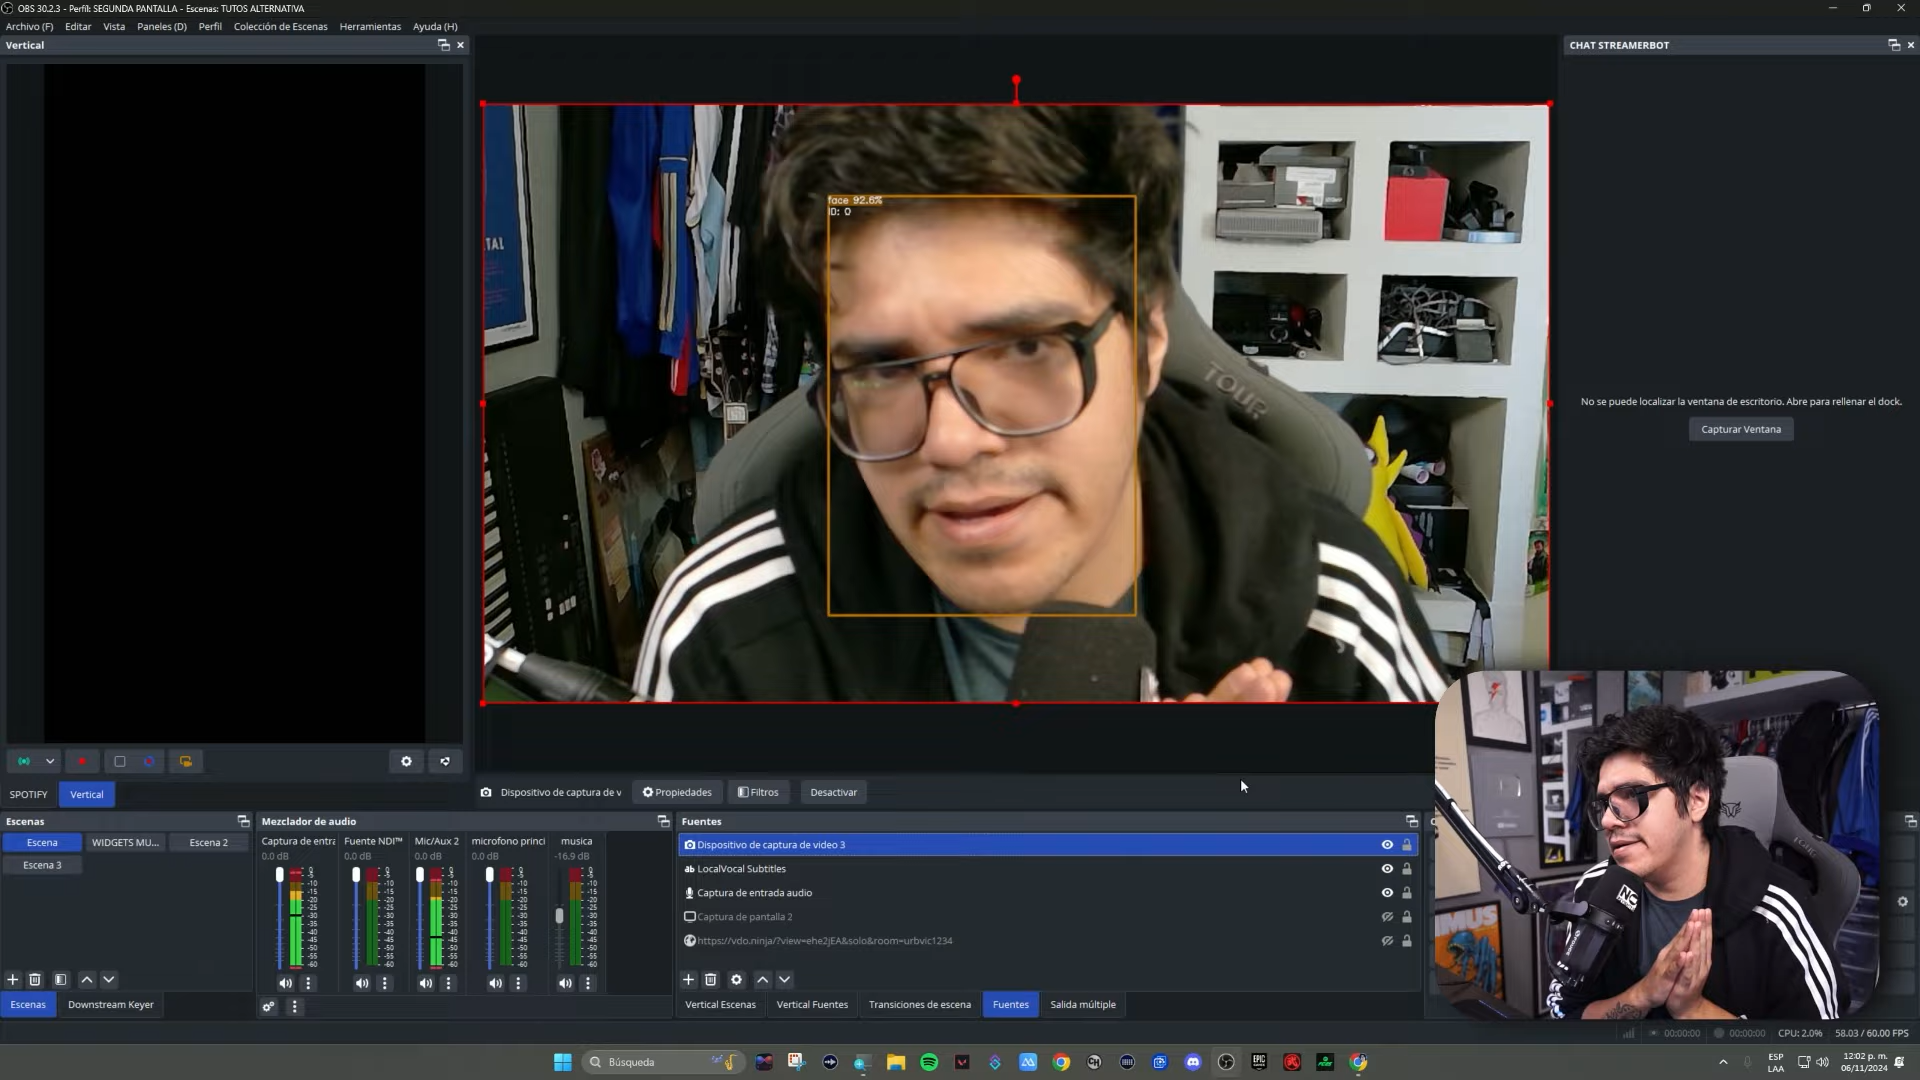 OBS 30.2.3 - Perfil: SEGUNDA PANTALLA - Escenas: TUTOS ALTERNATIVA
Archivo (F) Editar Vista Paneles (D) Perfil Colección de Escenas Herramientas Ayuda (H)
Vertical
CHAT STREAMERBOT
face 92.6%
ID: 0
TOUR
No se puede localizar la ventana de escritorio. Abre para rellenar el dock.
Capturar Ventana
SPOTIFY Vertical
Dispositivo de captura de v Propiedades Filtros Desactivar
Escenas
Escena WIDGETS MU... Escena 2
Escena 3
Escenas Downstream Keyer
Mezclador de audio
Captura de entra Fuente NDI™ Mic/Aux 2 microfono princi musica
0.0 dB 0.0 dB 0.0 dB 0.0 dB -16.9 dB
Fuentes
Dispositivo de captura de video 3
LocalVocal Subtitles
Captura de entrada audio
Captura de pantalla 2
https://vdo.ninja/?view=ehe2jEA&solo&room=urbvic1234
Vertical Escenas Vertical Fuentes Transiciones de escena Fuentes Salida múltiple
00:00:00 00:00:00 CPU: 2.0% 58.03 / 60.00 FPS
Búsqueda
ESP
LAA
12:02 p. m.
06/11/2024